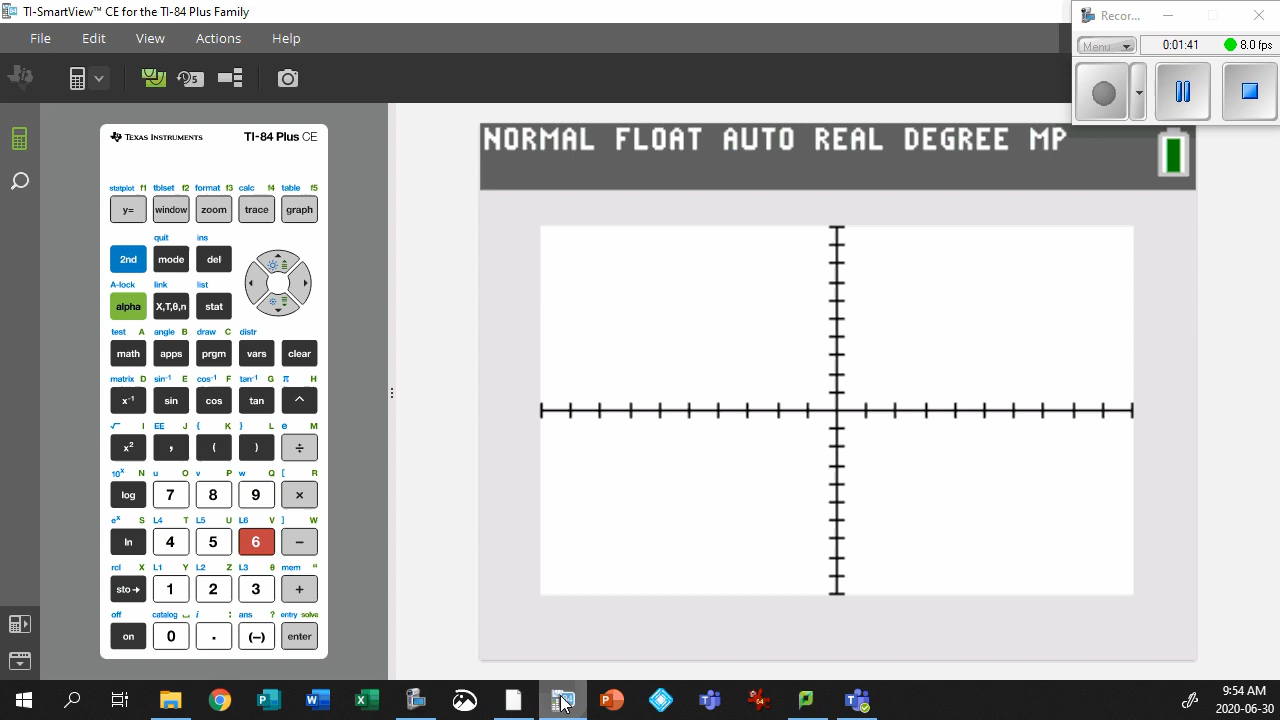 TI-SmartView™ CE for the TI-84 Plus Family
Recor...
File Edit View Actions Help
Menu 0:01:41 8.0 fps
TEXAS INSTRUMENTS TI-84 Plus CE
NORMAL FLOAT AUTO REAL DEGREE MP
statplot f1 tblset f2 format f3 calc f4 table f5
y= window zoom trace graph
quit ins
2nd mode del
A-lock link list
alpha X,T,θ,n stat
test A angle B draw C distr
math apps prgm vars clear
matrix D sin⁻¹ E cos⁻¹ F tan⁻¹ G π H
x⁻¹ sin cos tan ^
√ I EE J { K } L e M
x² , ( ) ÷
10ˣ N u O v P w Q [ R
log 7 8 9 ×
eˣ S L4 T L5 U L6 V ] W
ln 4 5 6 −
rcl X L1 Y L2 Z L3 θ mem “
sto→ 1 2 3 +
off catalog ⎵ i : ans ? entry solve
on 0 . (–) enter
9:54 AM
2020-06-30